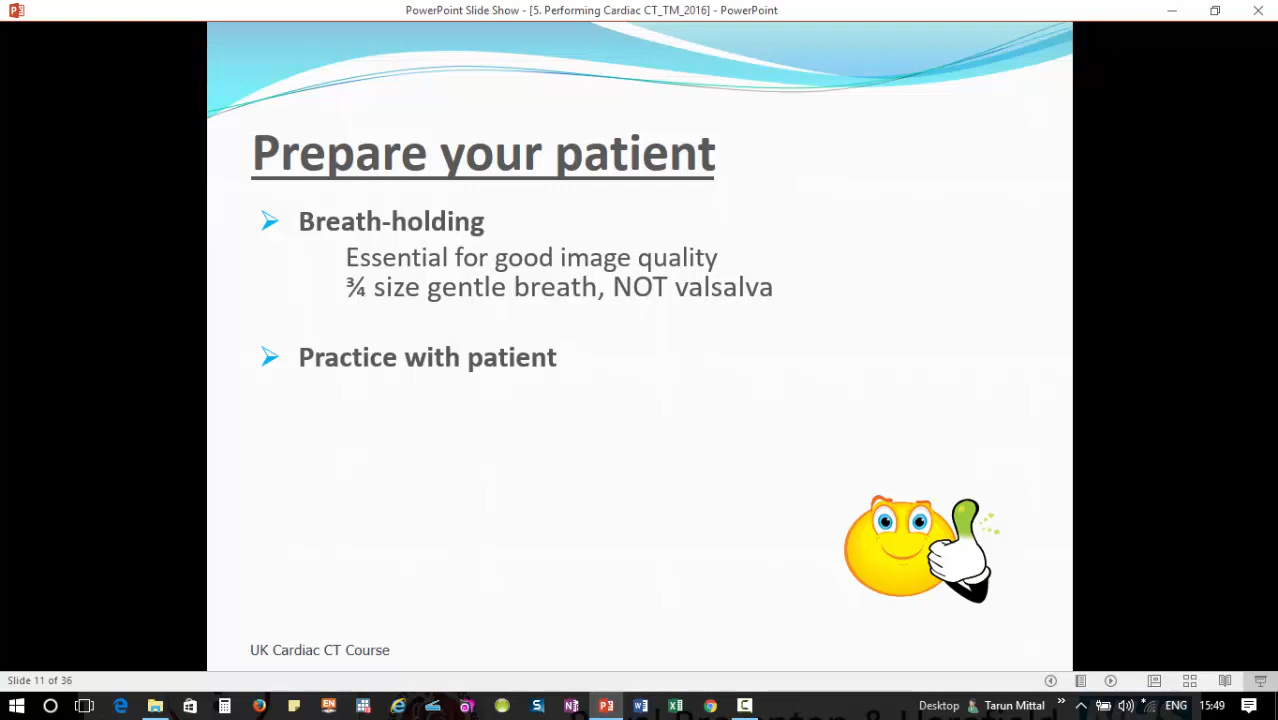 PowerPoint Slide Show - [5. Performing Cardiac CT_TM_2016] - PowerPoint
Prepare your patient
Breath-holding
Essential for good image quality
¾ size gentle breath, NOT valsalva
Practice with patient
UK Cardiac CT Course
Slide 11 of 36
Desktop Tarun Mittal ENG 15:49